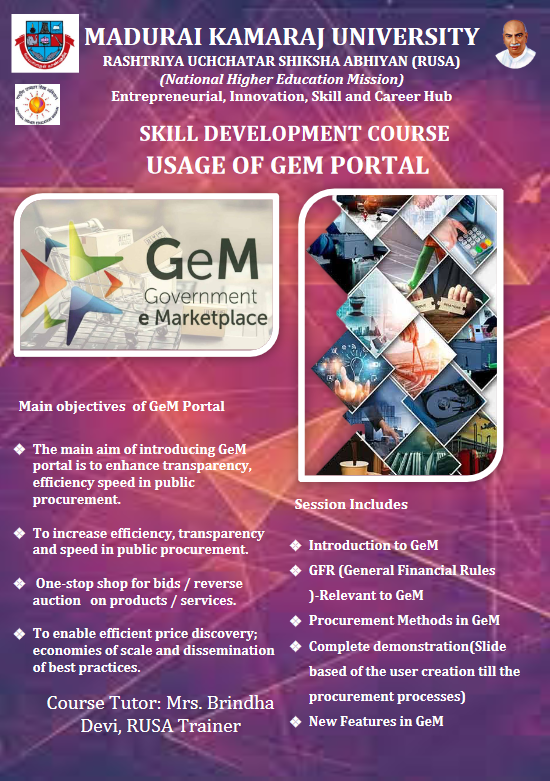 MADURAI KAMARAJ UNIVERSITY
RASHTRIYA UCHCHATAR SHIKSHA ABHIYAN (RUSA)
(National Higher Education Mission)
Entrepreneurial, Innovation, Skill and Career Hub
SKILL DEVELOPMENT COURSE
USAGE OF GEM PORTAL
GeM
Government
e Marketplace
Main objectives of GeM Portal
❖ The main aim of introducing GeM
portal is to enhance transparency,
efficiency speed in public
procurement.
❖ To increase efficiency, transparency
and speed in public procurement.
❖ One-stop shop for bids / reverse
auction on products / services.
❖ To enable efficient price discovery;
economies of scale and dissemination
of best practices.
Course Tutor: Mrs. Brindha
Devi, RUSA Trainer
Session Includes
❖ Introduction to GeM
❖ GFR (General Financial Rules
)-Relevant to GeM
❖ Procurement Methods in GeM
❖ Complete demonstration(Slide
based of the user creation till the
procurement processes)
❖ New Features in GeM